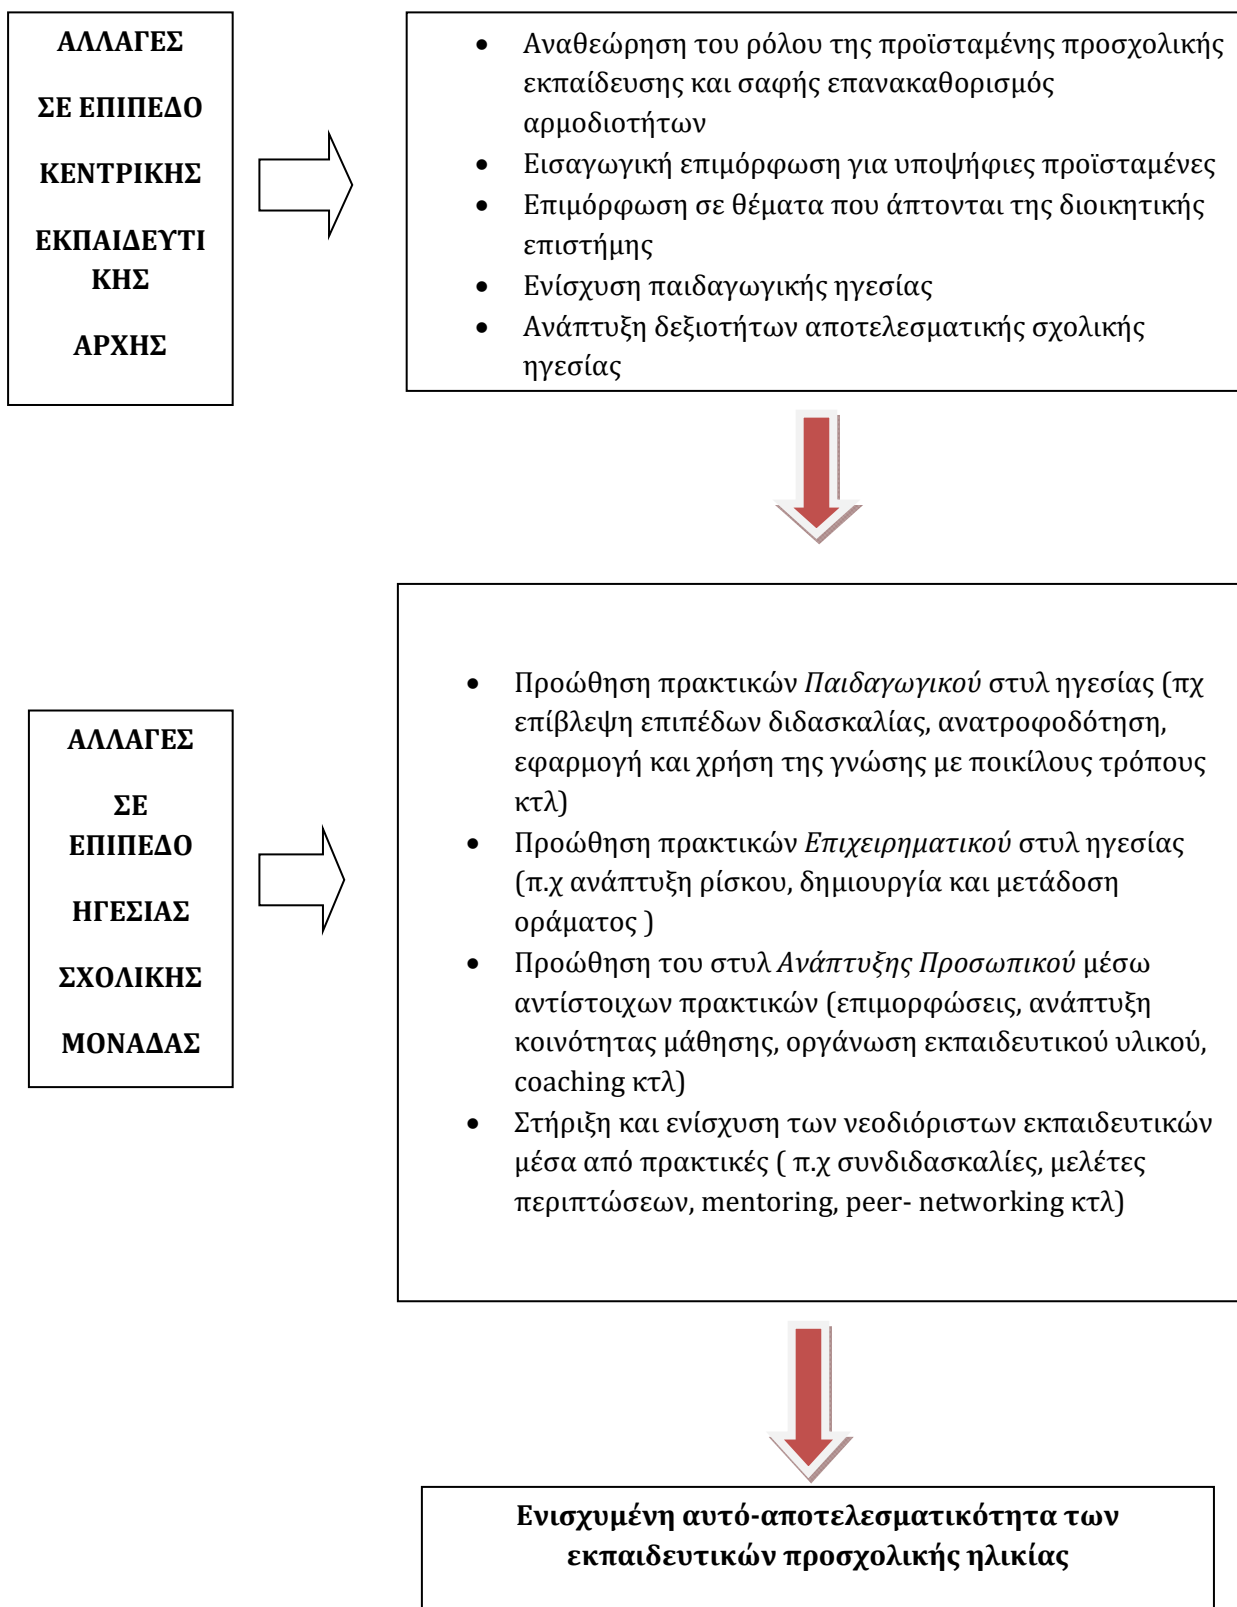 ΑΛΛΑΓΕΣ
ΣΕ ΕΠΙΠΕΔΟ
ΚΕΝΤΡΙΚΗΣ
ΕΚΠΑΙΔΕΥΤΙ
ΚΗΣ
ΑΡΧΗΣ
• Αναθεώρηση του ρόλου της προϊσταμένης προσχολικής
εκπαίδευσης και σαφής επανακαθορισμός
αρμοδιοτήτων
• Εισαγωγική επιμόρφωση για υποψήφιες προϊσταμένες
• Επιμόρφωση σε θέματα που άπτονται της διοικητικής
επιστήμης
• Ενίσχυση παιδαγωγικής ηγεσίας
• Ανάπτυξη δεξιοτήτων αποτελεσματικής σχολικής
ηγεσίας
ΑΛΛΑΓΕΣ
ΣΕ
ΕΠΙΠΕΔΟ
ΗΓΕΣΙΑΣ
ΣΧΟΛΙΚΗΣ
ΜΟΝΑΔΑΣ
• Προώθηση πρακτικών Παιδαγωγικού στυλ ηγεσίας (πχ
επίβλεψη επιπέδων διδασκαλίας, ανατροφοδότηση,
εφαρμογή και χρήση της γνώσης με ποικίλους τρόπους
κτλ)
• Προώθηση πρακτικών Επιχειρηματικού στυλ ηγεσίας
(π.χ ανάπτυξη ρίσκου, δημιουργία και μετάδοση
οράματος )
• Προώθηση του στυλ Ανάπτυξης Προσωπικού μέσω
αντίστοιχων πρακτικών (επιμορφώσεις, ανάπτυξη
κοινότητας μάθησης, οργάνωση εκπαιδευτικού υλικού,
coaching κτλ)
• Στήριξη και ενίσχυση των νεοδιόριστων εκπαιδευτικών
μέσα από πρακτικές ( π.χ συνδιδασκαλίες, μελέτες
περιπτώσεων, mentoring, peer- networking κτλ)
Ενισχυμένη αυτό-αποτελεσματικότητα των
εκπαιδευτικών προσχολικής ηλικίας